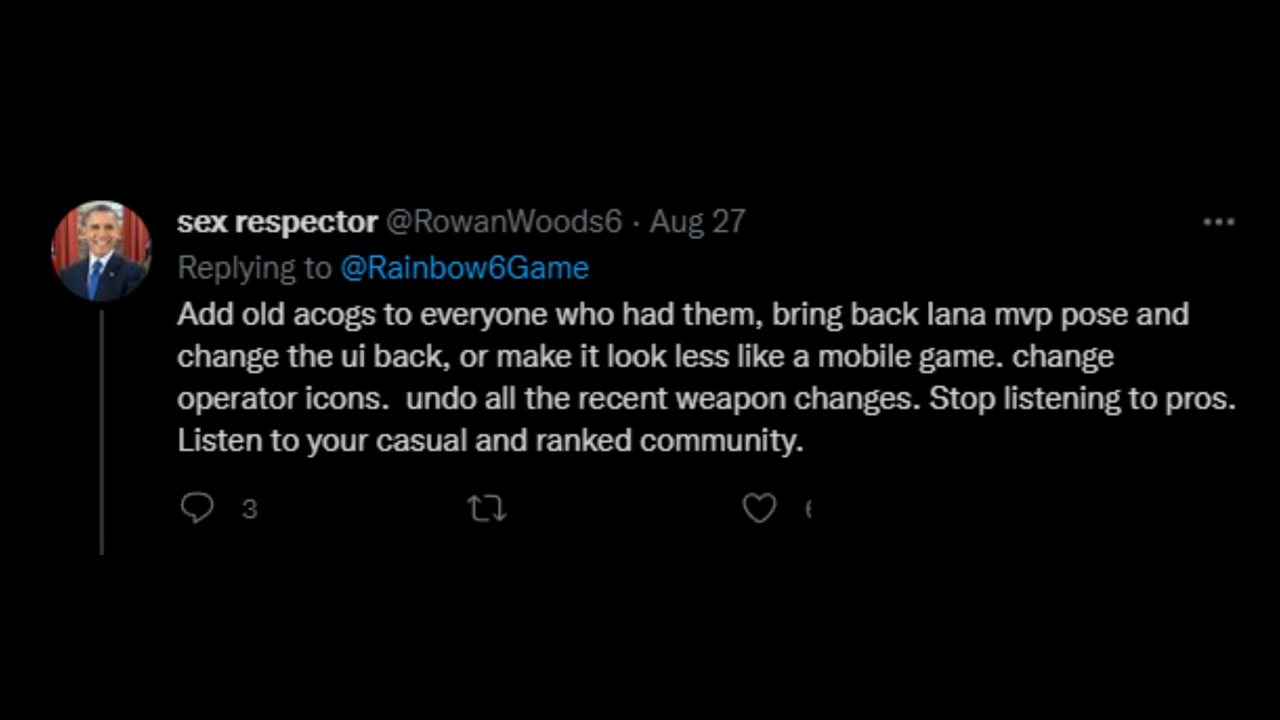 sex respector @RowanWoods6 · Aug 27
Replying to @Rainbow6Game
Add old acogs to everyone who had them, bring back lana mvp pose and
change the ui back, or make it look less like a mobile game. change
operator icons.  undo all the recent weapon changes. Stop listening to pros.
Listen to your casual and ranked community.
3